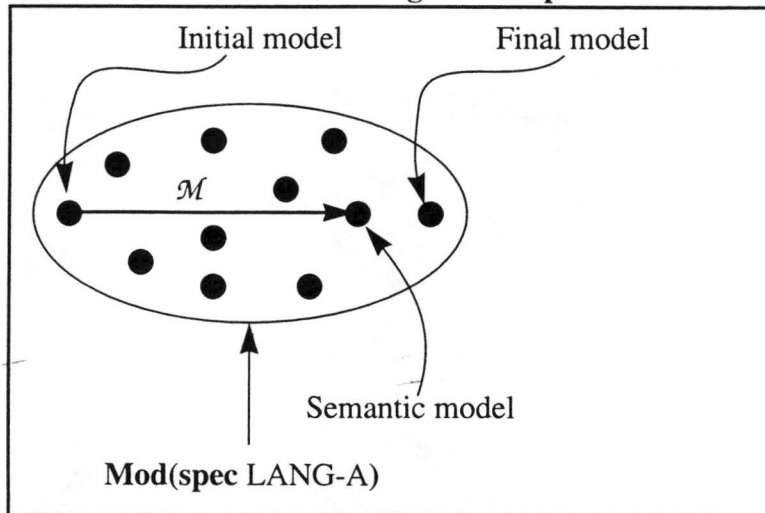 Initial model
Final model
ℳ
Semantic model
Mod(spec LANG-A)